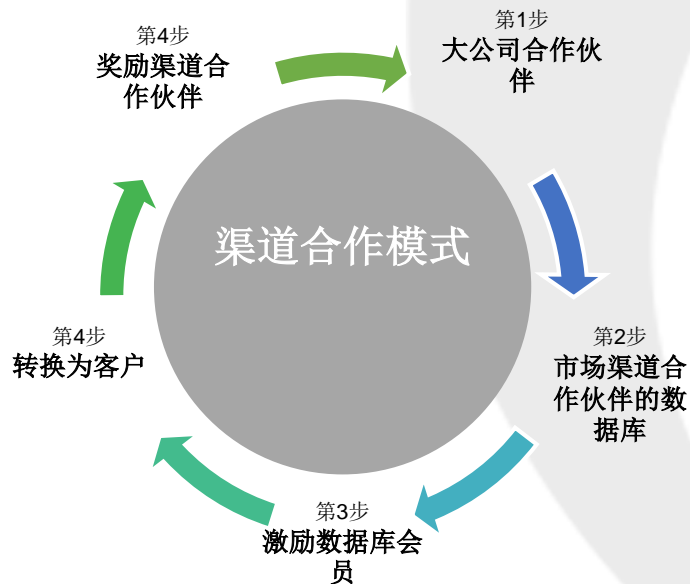 第1步
大公司合作伙
伴
第2步
市场渠道合
作伙伴的数
据库
第3步
激励数据库会
员
第4步
转换为客户
第4步
奖励渠道合
作伙伴
渠道合作模式